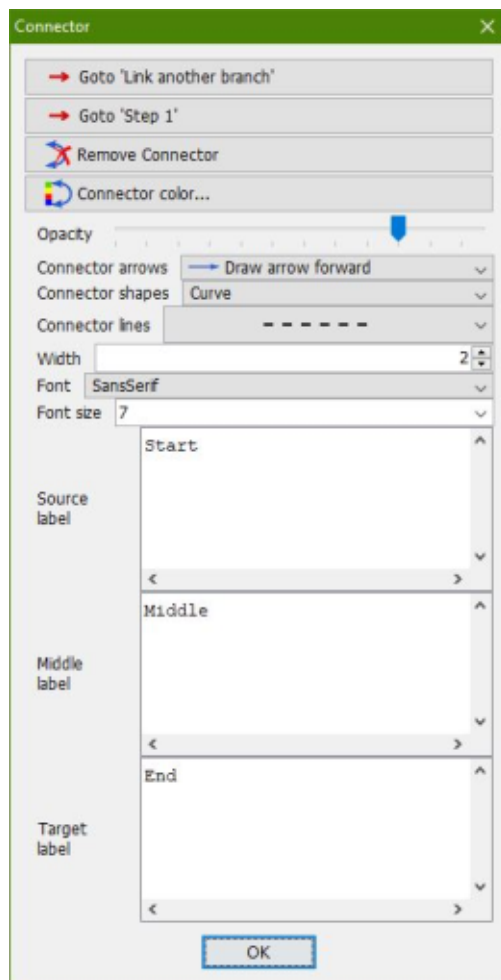 Connector
Goto 'Link another branch'
Goto 'Step 1'
Remove Connector
Connector color...
Opacity
Connector arrows Draw arrow forward
Connector shapes Curve
Connector lines
Width 2
Font SansSerif
Font size 7
Start
Source
label
Middle
Middle
label
End
Target
label
OK